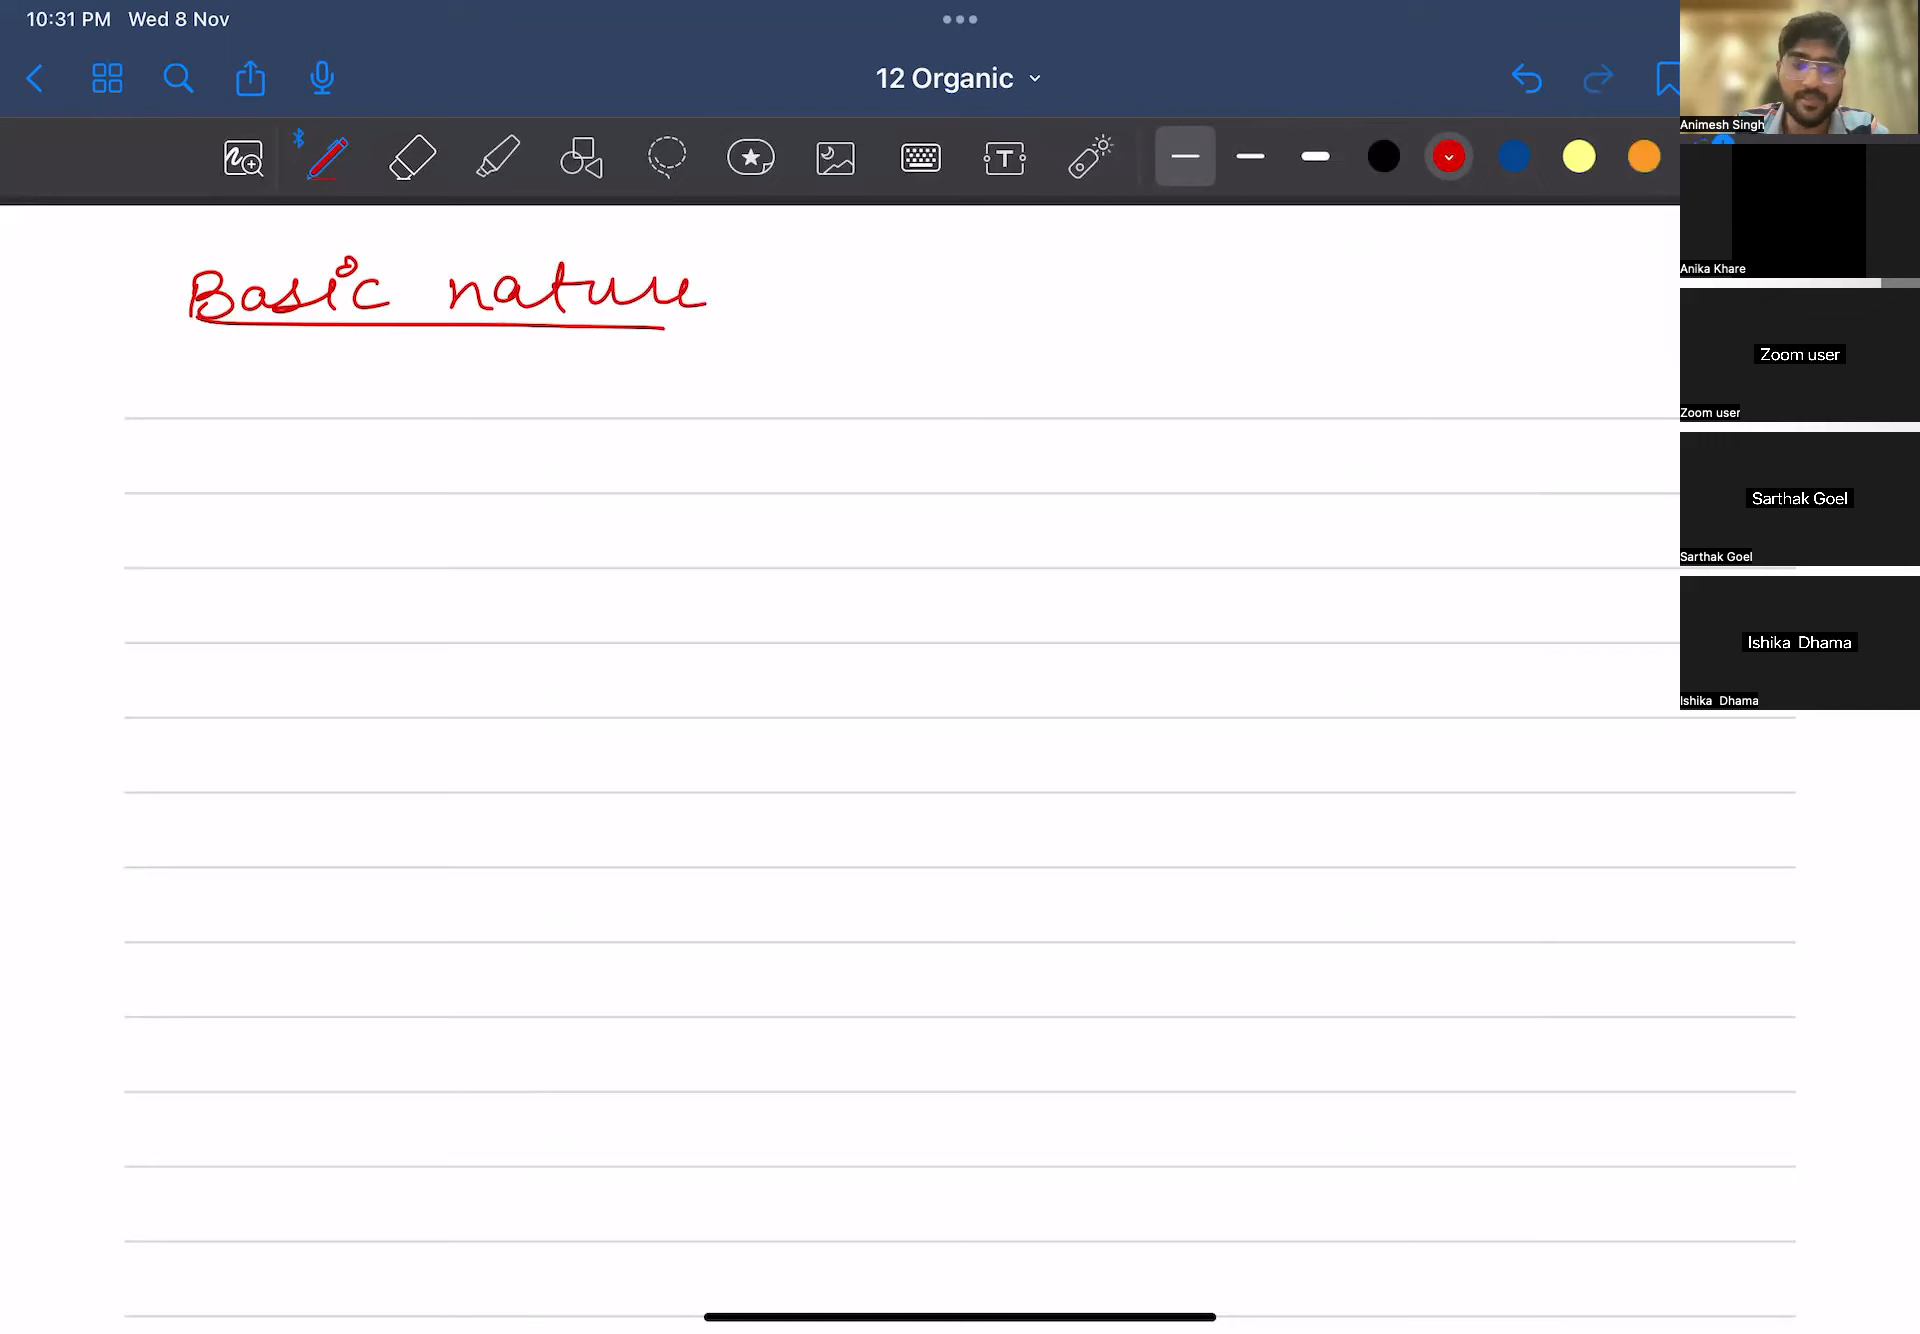 10:31 PM Wed 8 Nov
12 Organic
T
Animesh Singh
Basic nature
Anika Khare
Zoom user
Zoom user
Sarthak Goel
Sarthak Goel
Ishika Dhama
Ishika Dhama